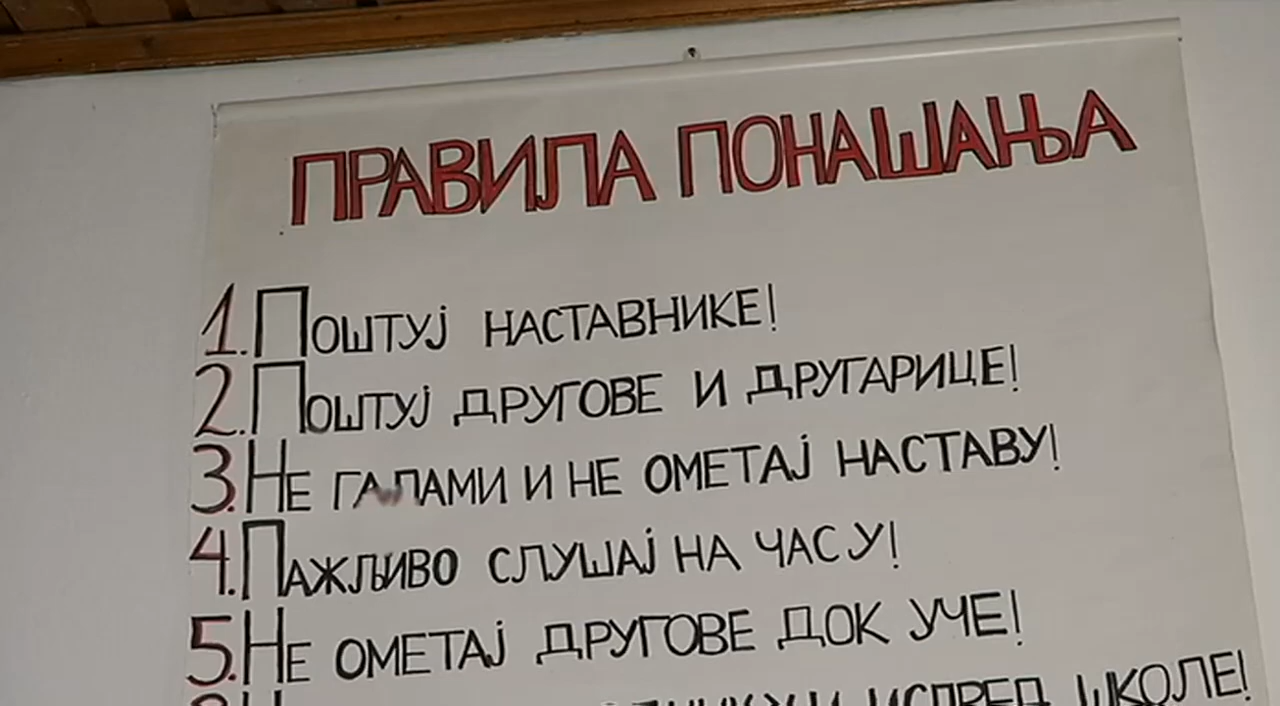 ПРАВИЛА ПОНАШАЊА
1. ПОШТУЈ НАСТАВНИКЕ!
2. ПОШТУЈ ДРУГОВЕ И ДРУГАРИЦЕ!
3. НЕ ГАЛАМИ И НЕ ОМЕТАЈ НАСТАВУ!
4. ПАЖЉИВО СЛУШАЈ НА ЧАСУ!
5. НЕ ОМЕТАЈ ДРУГОВЕ ДОК УЧЕ!
ИСПРЕД ШКОЛЕ!